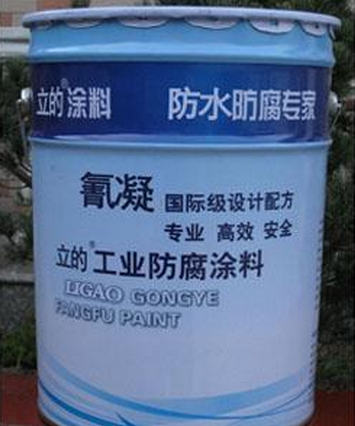 立的®涂料 防水防腐专家
氰凝 国际级设计配方
专业 高效 安全
立的®工业防腐涂料
LIGAO GONGYE
FANGFU PAINT